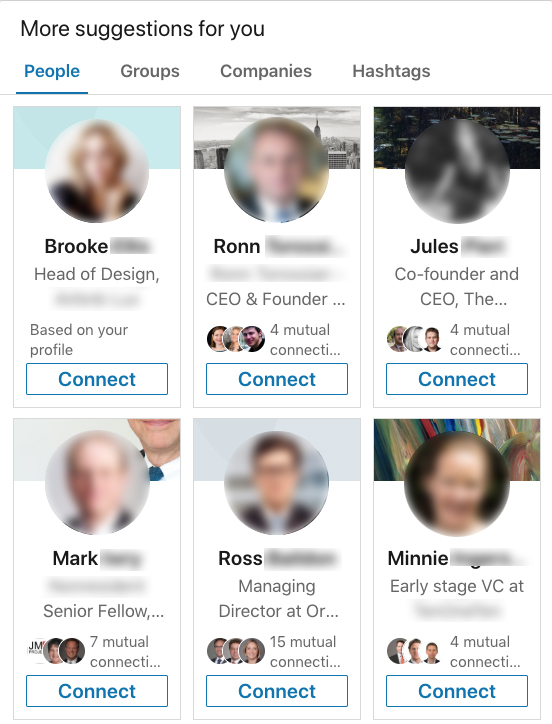 More suggestions for you
People Groups Companies Hashtags
Brooke
Head of Design,
Based on your
profile
Connect
Ronn
CEO & Founder ...
4 mutual
connecti...
Connect
Jules
Co-founder and
CEO, The...
4 mutual
connecti...
Connect
Mark
Senior Fellow,...
7 mutual
connecti...
Connect
Ross
Managing
Director at Or...
15 mutual
connecti...
Connect
Minnie
Early stage VC at
4 mutual
connecti...
Connect